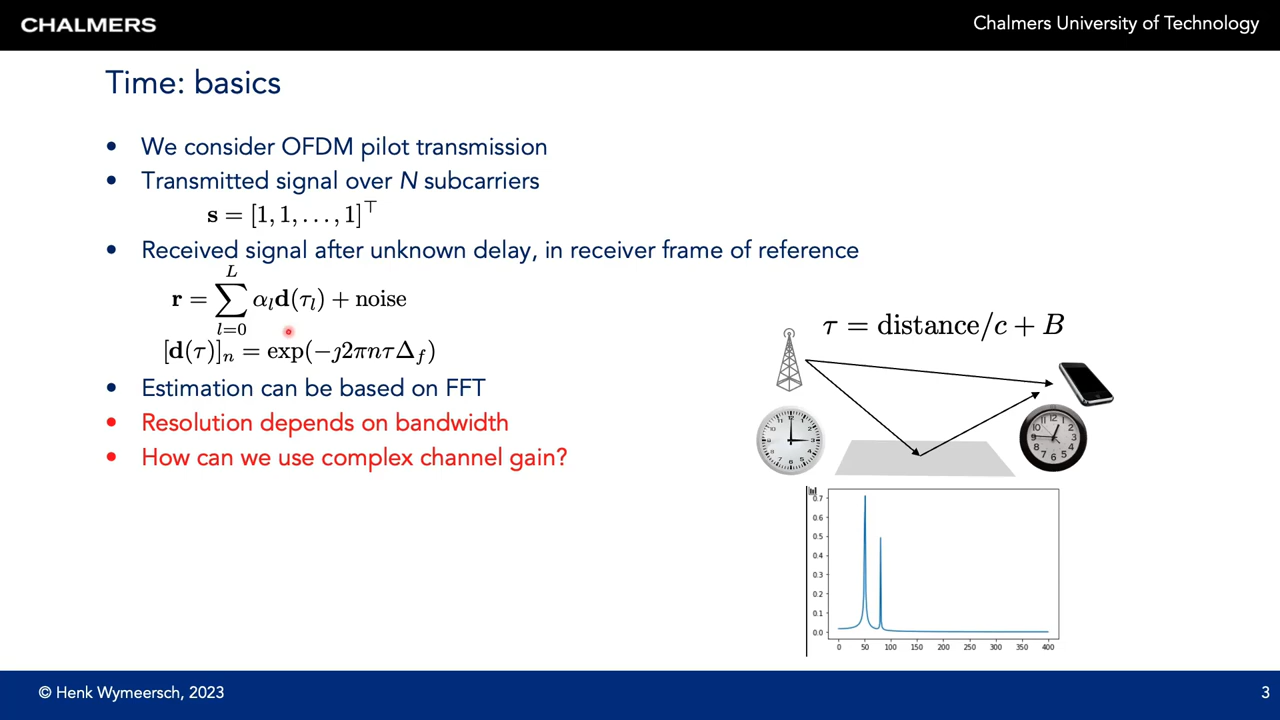 CHALMERS
Chalmers University of Technology
Time: basics
• We consider OFDM pilot transmission
• Transmitted signal over N subcarriers
s = [1, 1, . . . , 1]⊤
• Received signal after unknown delay, in receiver frame of reference
r = ∑_{l=0}^{L} α_l d(τ_l) + noise
[d(τ)]_n = exp(−ȷ2πnτΔ_f)
• Estimation can be based on FFT
• Resolution depends on bandwidth
• How can we use complex channel gain?
τ = distance/c + B
0.7
0.6
0.5
0.4
0.3
0.2
0.1
0.0
0 50 100 150 200 250 300 350 400
© Henk Wymeersch, 2023
3